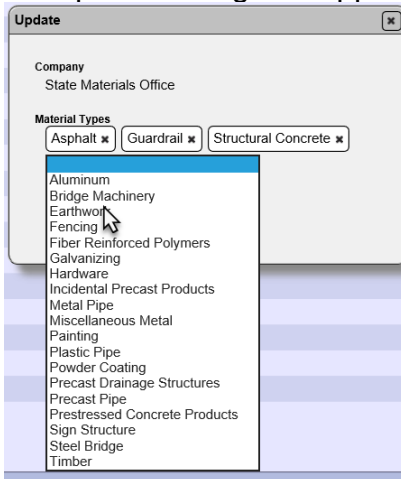 Update
Company
State Materials Office
Material Types
Asphalt × Guardrail × Structural Concrete ×
Aluminum
Bridge Machinery
Earthwork
Fencing
Fiber Reinforced Polymers
Galvanizing
Hardware
Incidental Precast Products
Metal Pipe
Miscellaneous Metal
Painting
Plastic Pipe
Powder Coating
Precast Drainage Structures
Precast Pipe
Prestressed Concrete Products
Sign Structure
Steel Bridge
Timber